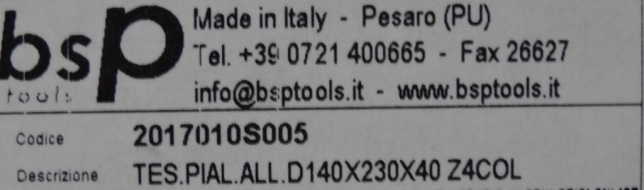 bsp
tools
Made in Italy - Pesaro (PU)
Tel. +39 0721 400665 - Fax 26627
info@bsptools.it - www.bsptools.it
Codice 2017010S005
Descrizione TES.PIAL.ALL.D140X230X40 Z4COL